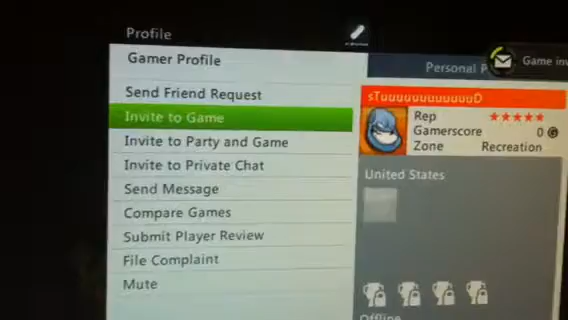 Profile
Gamer Profile
Send Friend Request
Invite to Game
Invite to Party and Game
Invite to Private Chat
Send Message
Compare Games
Submit Player Review
File Complaint
Mute
Personal P
Game inv
sTuuuuuuuuuuuuD
Rep
Gamerscore 0 G
Zone Recreation
United States
Offline